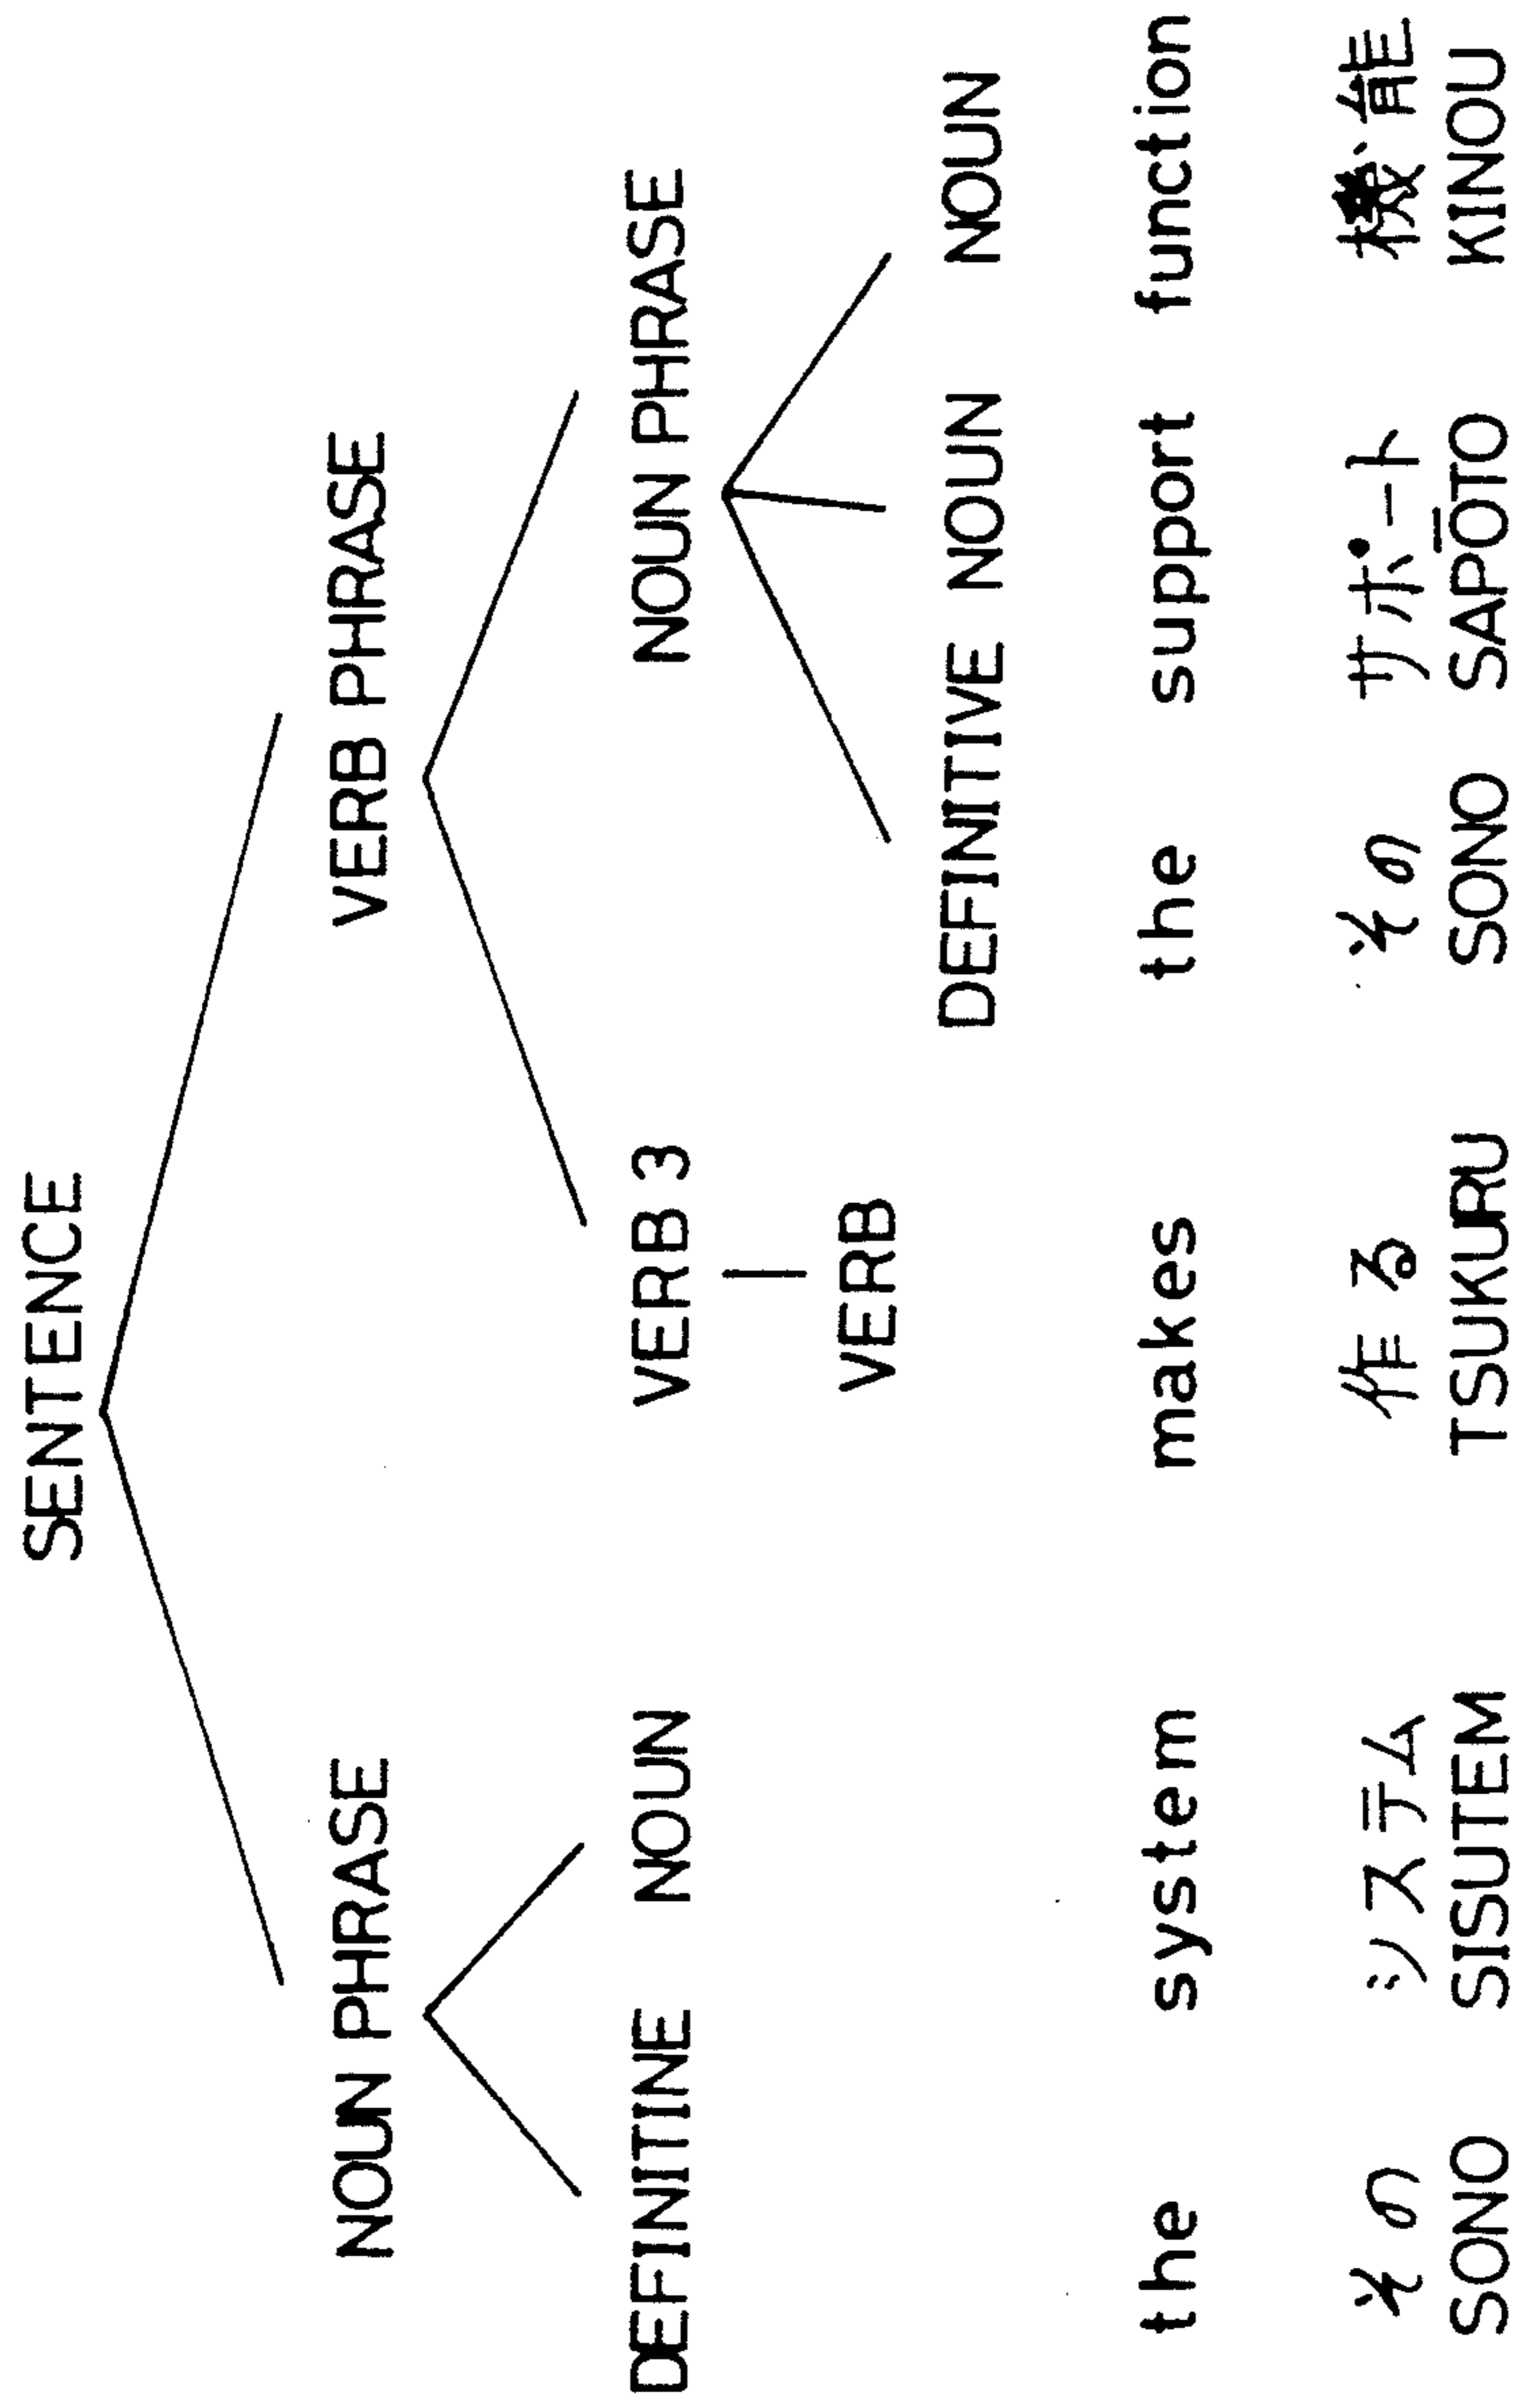 SENTENCE
NOUN PHRASE VERB PHRASE
DEFINITINE NOUN VERB 3 NOUN PHRASE
VERB
DEFINITIVE NOUN NOUN
the system makes the support function
その システム 作る その サポート 機能
SONO SISUTEM TSUKURU SONO SAPŌTO KINOU